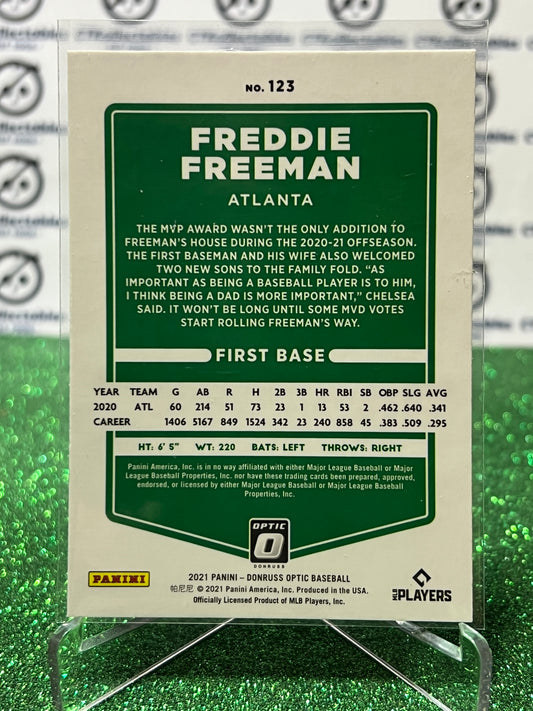 NO. 123
FREDDIE
FREEMAN
ATLANTA
THE MVP AWARD WASN'T THE ONLY ADDITION TO
FREEMAN'S HOUSE DURING THE 2020-21 OFFSEASON.
THE FIRST BASEMAN AND HIS WIFE ALSO WELCOMED
TWO NEW SONS TO THE FAMILY FOLD. "AS
IMPORTANT AS BEING A BASEBALL PLAYER IS TO HIM,
I THINK BEING A DAD IS MORE IMPORTANT," CHELSEA
SAID. IT WON'T BE LONG UNTIL SOME MVD VOTES
START ROLLING FREEMAN'S WAY.
FIRST BASE
YEAR TEAM G AB R H 2B 3B HR RBI SB OBP SLG AVG
2020 ATL 60 214 51 73 23 1 13 53 2 .462 .640 .341
CAREER 1406 5167 849 1524 342 23 240 858 45 .383 .509 .295
HT: 6' 5" WT: 220 BATS: LEFT THROWS: RIGHT
Panini America, Inc. is in no way affiliated with either Major League Baseball or Major
League Baseball Properties, Inc. nor have these trading cards been prepared, approved,
endorsed, or licensed by either Major League Baseball or Major League Baseball
Properties, Inc.
OPTIC
DONRUSS
PANINI
2021 PANINI – DONRUSS OPTIC BASEBALL
帕尼尼 © 2021 Panini America, Inc. Produced in the USA.
Officially Licensed Product of MLB Players, Inc.
MLB PLAYERS